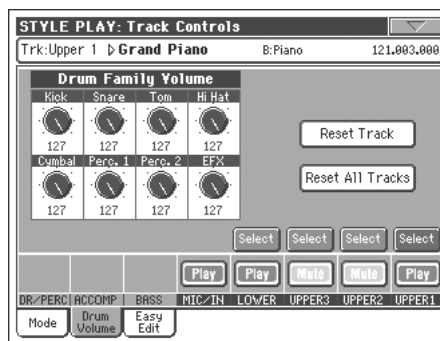 STYLE PLAY: Track Controls
Trk:Upper 1 ▷Grand Piano B:Piano 121.003.000
Drum Family Volume
Kick Snare Tom Hi Hat
127 127 127 127
Cymbal Perc. 1 Perc. 2 EFX
127 127 127 127
Reset Track
Reset All Tracks
Select Select Select Select
Play Play Mute Mute Play
DR/PERC ACCOMP BASS MIC/IN LOWER UPPER3 UPPER2 UPPER1
Mode Drum Volume Easy Edit